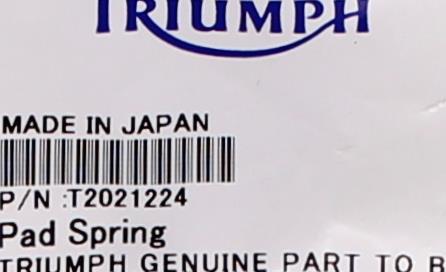 TRIUMPH
MADE IN JAPAN
P/N :T2021224
Pad Spring
TRIUMPH GENUINE PART TO